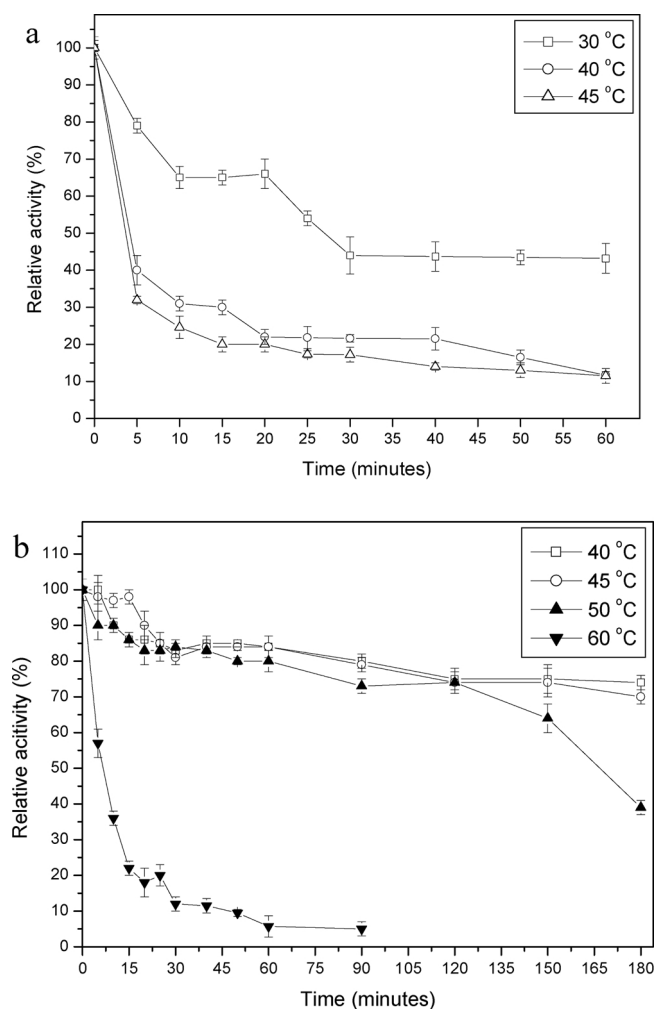 a
30 °C
40 °C
45 °C
100
90
80
70
60
50
40
30
20
10
0
Relative activity (%)
0 5 10 15 20 25 30 35 40 45 50 55 60
Time (minutes)
b
40 °C
45 °C
50 °C
60 °C
110
100
90
80
70
60
50
40
30
20
10
0
Relative acitivity (%)
0 15 30 45 60 75 90 105 120 135 150 165 180
Time (minutes)